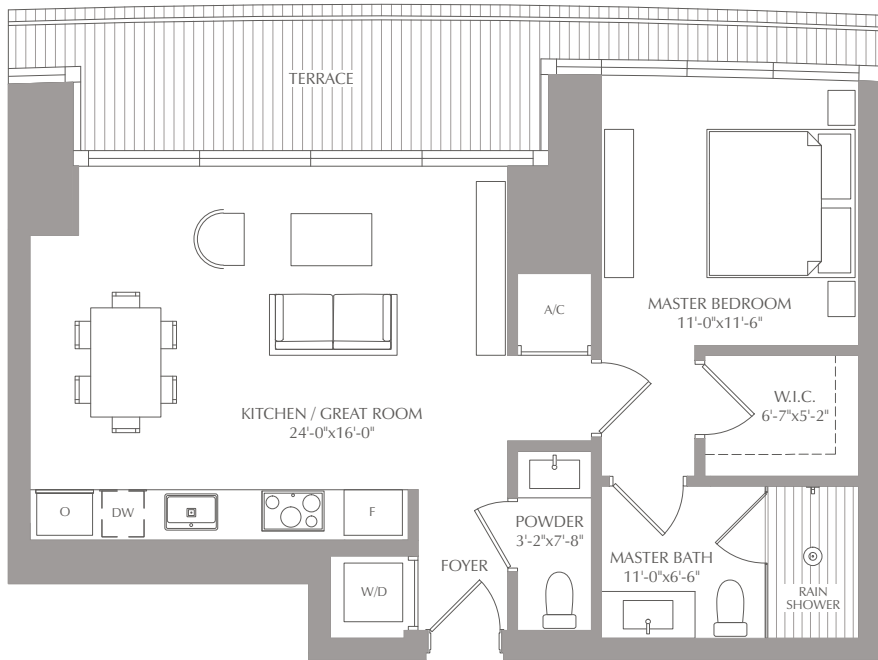 TERRACE
A/C
MASTER BEDROOM
11'-0"x11'-6"
W.I.C.
6'-7"x5'-2"
KITCHEN / GREAT ROOM
24'-0"x16'-0"
O
DW
F
POWDER
3'-2"x7'-8"
FOYER
MASTER BATH
11'-0"x6'-6"
W/D
RAIN
SHOWER